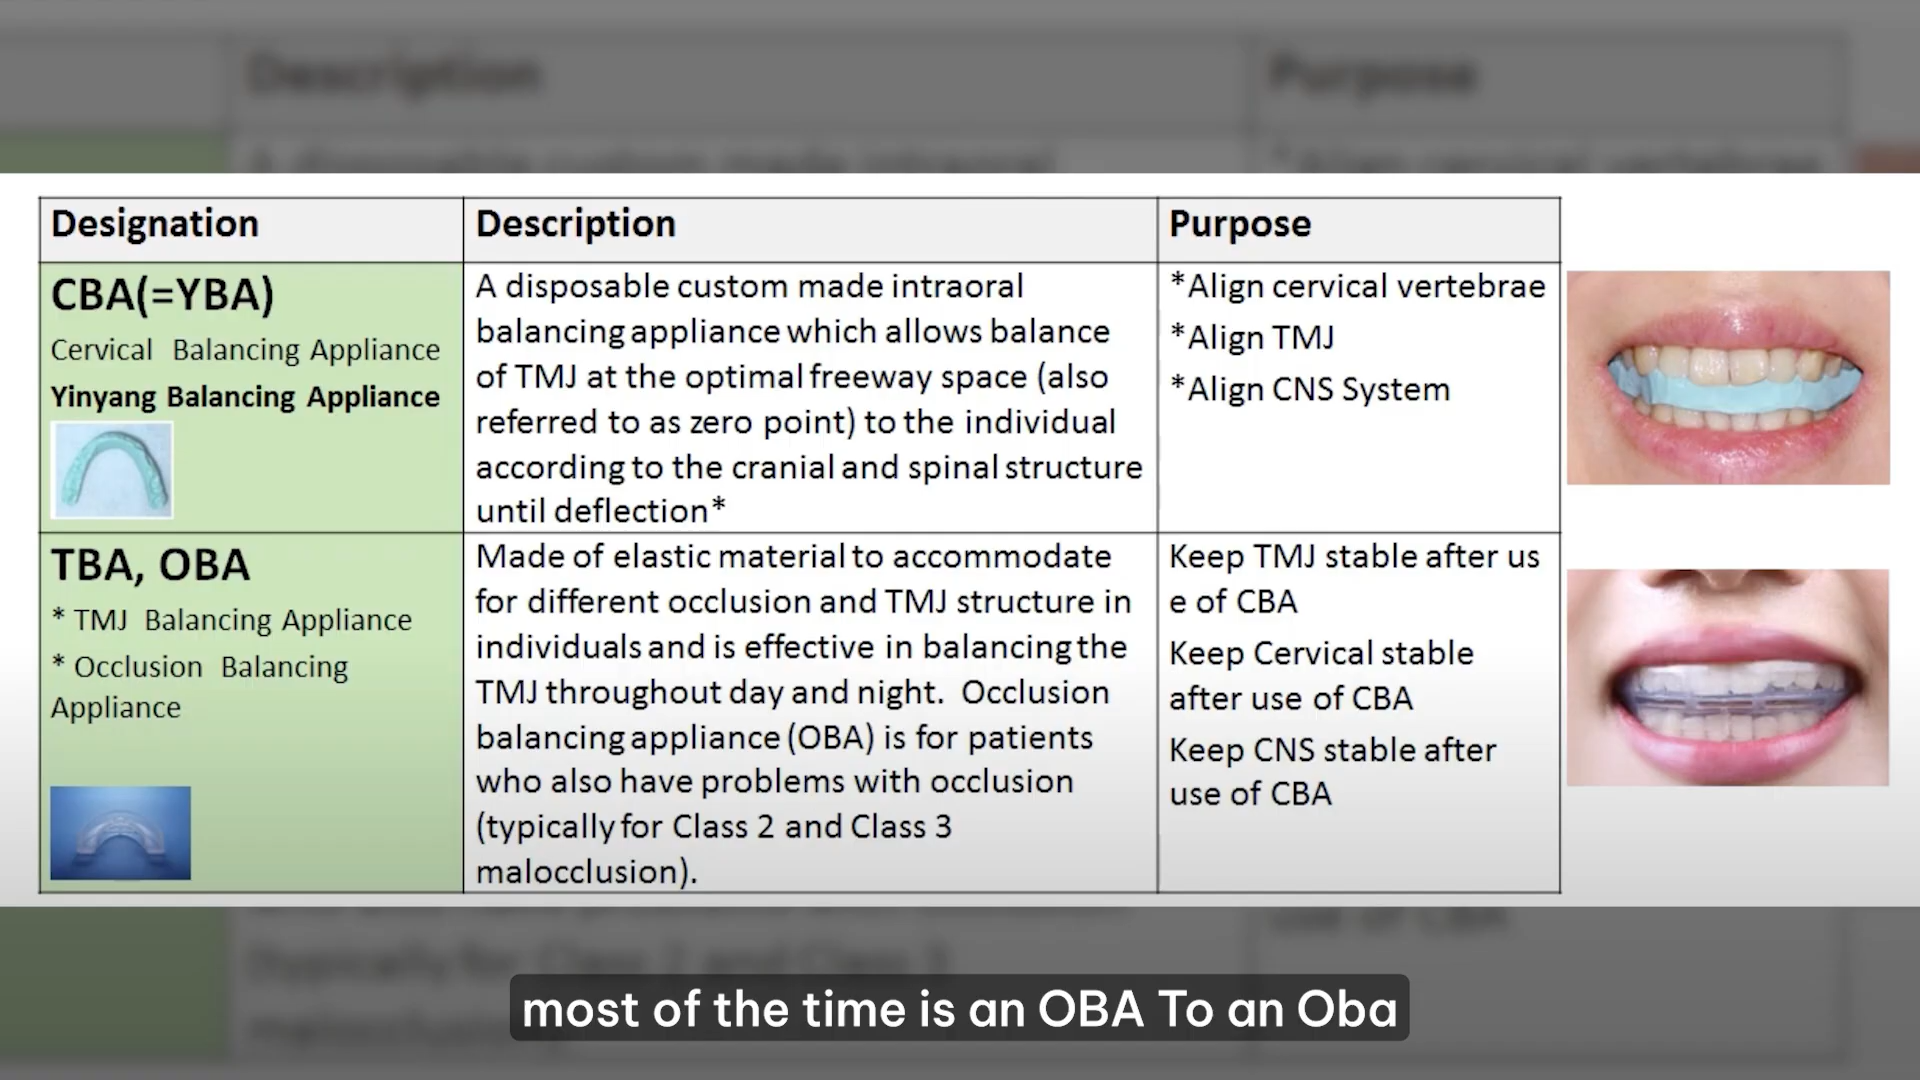 Description
Purpose
Designation
Description
Purpose
CBA(=YBA)
Cervical Balancing Appliance
Yinyang Balancing Appliance
A disposable custom made intraoral
balancing appliance which allows balance
of TMJ at the optimal freeway space (also
referred to as zero point) to the individual
according to the cranial and spinal structure
until deflection*
*Align cervical vertebrae
*Align TMJ
*Align CNS System
TBA, OBA
* TMJ Balancing Appliance
* Occlusion Balancing
Appliance
Made of elastic material to accommodate
for different occlusion and TMJ structure in
individuals and is effective in balancing the
TMJ throughout day and night. Occlusion
balancing appliance (OBA) is for patients
who also have problems with occlusion
(typically for Class 2 and Class 3
malocclusion).
Keep TMJ stable after us
e of CBA
Keep Cervical stable
after use of CBA
Keep CNS stable after
use of CBA
most of the time is an OBA To an Oba